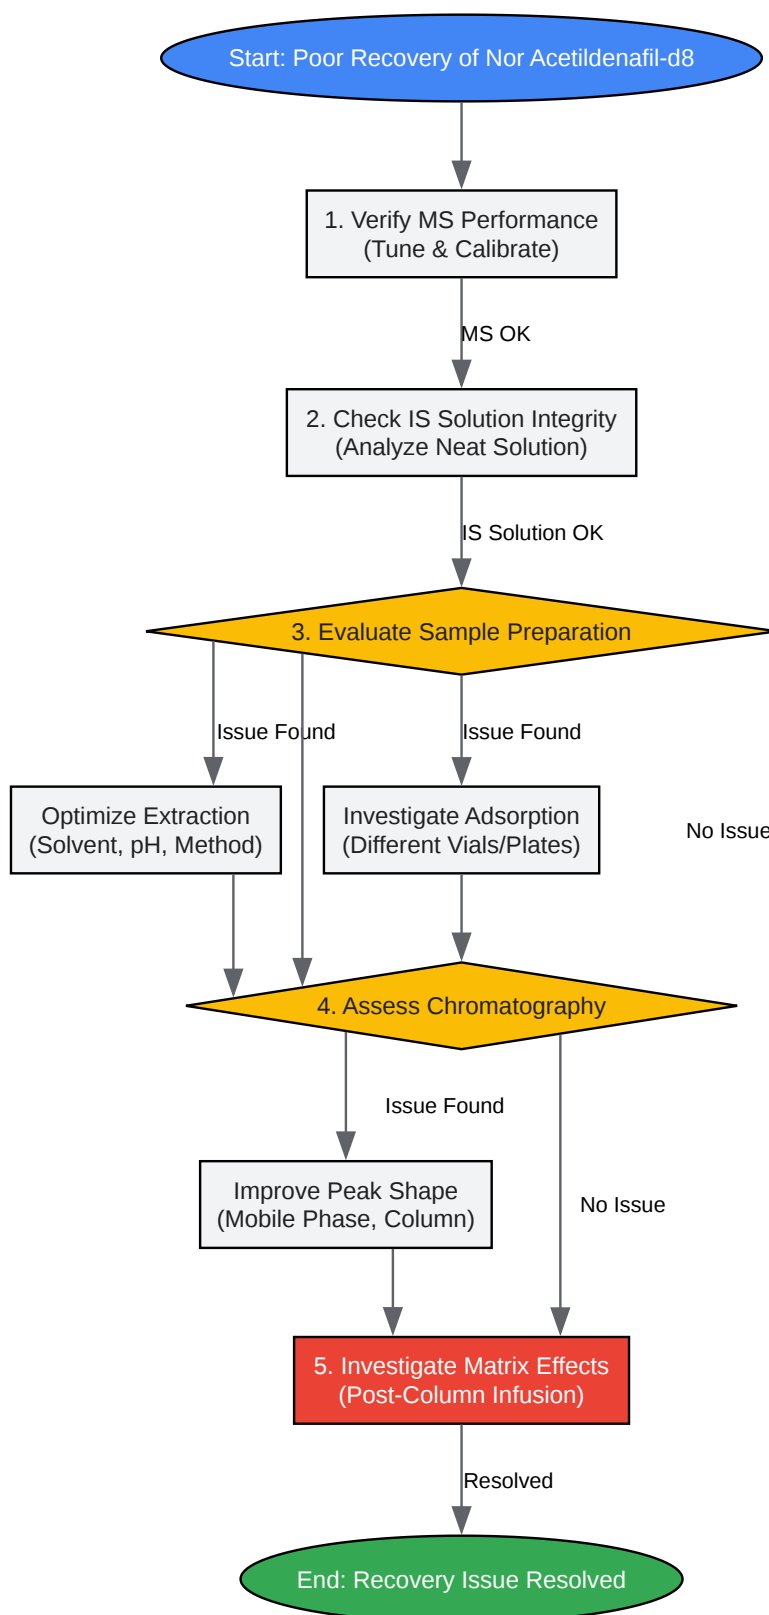 Start: Poor Recovery of Nor Acetildenafil-d8
1. Verify MS Performance
(Tune & Calibrate)
MS OK
2. Check IS Solution Integrity
(Analyze Neat Solution)
IS Solution OK
3. Evaluate Sample Preparation
Issue Found
Issue Found
Optimize Extraction
(Solvent, pH, Method)
Investigate Adsorption
(Different Vials/Plates)
No Issue
4. Assess Chromatography
Issue Found
Improve Peak Shape
(Mobile Phase, Column)
No Issue
5. Investigate Matrix Effects
(Post-Column Infusion)
Resolved
End: Recovery Issue Resolved